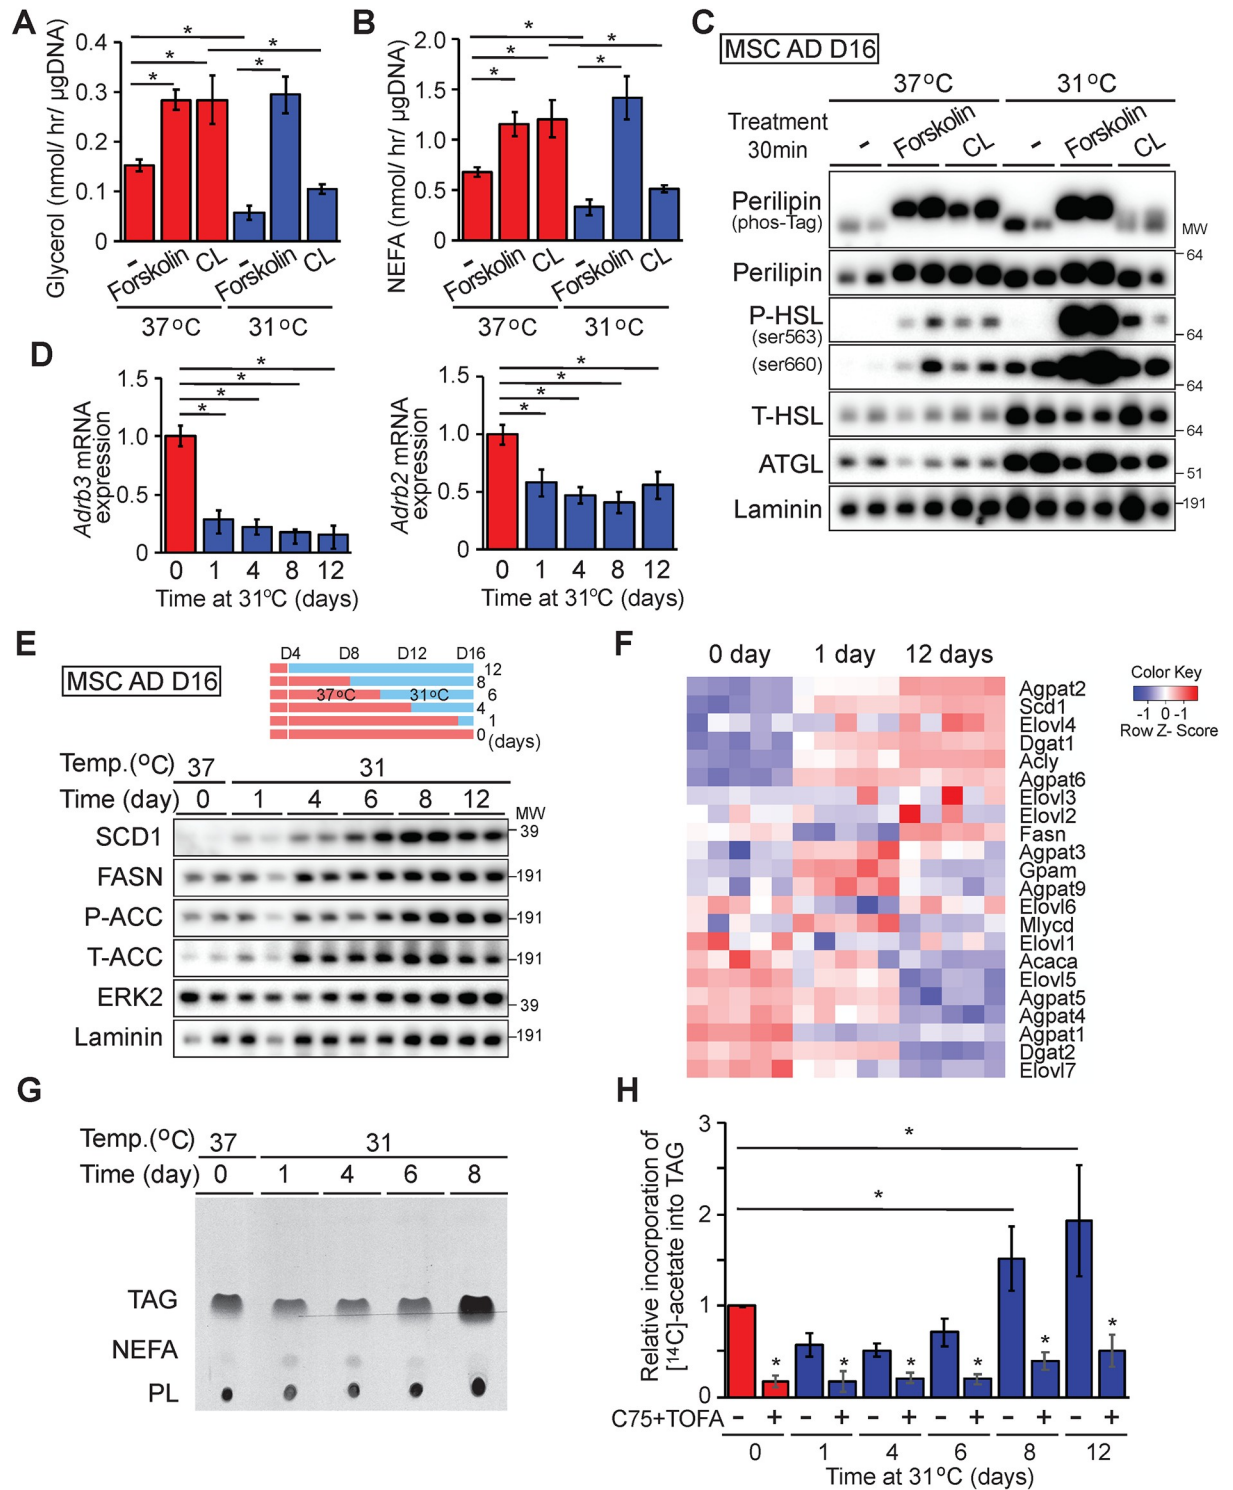 A
Glycerol (nmol/ hr/ µgDNA)
0.4
0.3
0.2
0.1
0
*
*
*
*
*
-
Forskolin
CL
-
Forskolin
CL
37°C
31°C
B
NEFA (nmol/ hr/ µgDNA)
2.0
1.5
1.0
0.5
0
*
*
*
*
*
-
Forskolin
CL
-
Forskolin
CL
37°C
31°C
C
MSC AD D16
37°C
31°C
Treatment
30min
-
Forskolin
CL
-
Forskolin
CL
Perilipin
(phos-Tag)
MW
64
Perilipin
P-HSL
(ser563)
64
(ser660)
64
T-HSL
64
ATGL
51
Laminin
191
D
Adrb3 mRNA
expression
1.5
1.0
0.5
0
*
*
*
*
0 1 4 8 12
Time at 31°C (days)
Adrb2 mRNA
expression
1.5
1.0
0.5
0
*
*
*
*
0 1 4 8 12
Time at 31°C (days)
E
MSC AD D16
D4 D8 D12 D16
12
8
37°C 31°C 6
4
1
0 (days)
Temp.(°C) 37 31
Time (day) 0 1 4 6 8 12
MW
SCD1 39
FASN 191
P-ACC 191
T-ACC 191
ERK2 39
Laminin 191
F
0 day 1 day 12 days
Color Key
-1 0 -1
Row Z- Score
Agpat2
Scd1
Elovl4
Dgat1
Acly
Agpat6
Elovl3
Elovl2
Fasn
Agpat3
Gpam
Agpat9
Elovl6
Mlycd
Elovl1
Acaca
Elovl5
Agpat5
Agpat4
Agpat1
Dgat2
Elovl7
G
Temp.(°C) 37 31
Time (day) 0 1 4 6 8
TAG
NEFA
PL
H
Relative incorporation of
[14C]-acetate into TAG
3
2
1
0
*
*
* * * * * *
C75+TOFA - + - + - + - + - + - +
0 1 4 6 8 12
Time at 31°C (days)